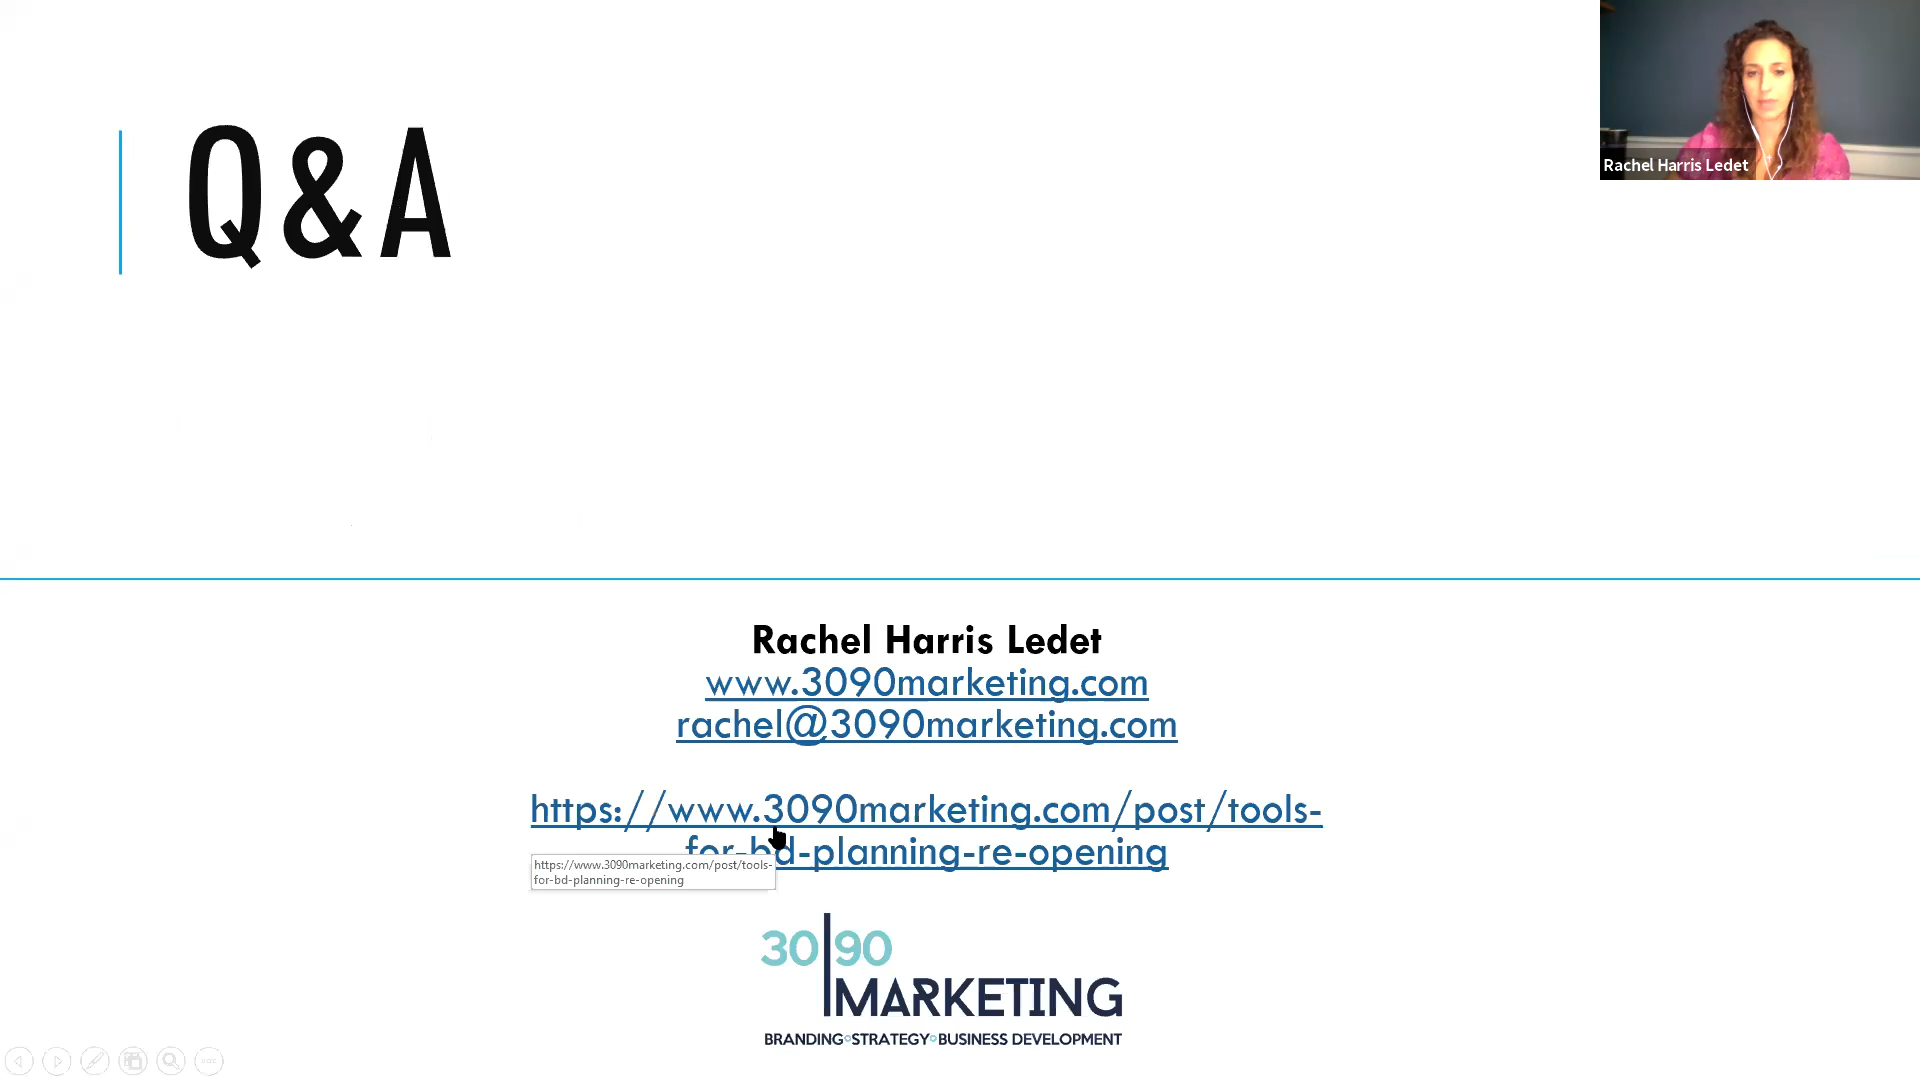 Q&A
Rachel Harris Ledet
Rachel Harris Ledet
www.3090marketing.com
rachel@3090marketing.com
https://www.3090marketing.com/post/tools-
for-bd-planning-re-opening
https://www.3090marketing.com/post/tools-
for-bd-planning-re-opening
30 90
MARKETING
BRANDING◦STRATEGY◦BUSINESS DEVELOPMENT